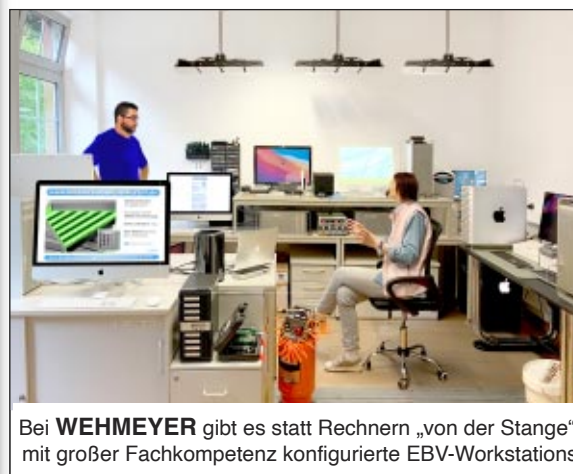 Bei WEHMEYER gibt es statt Rechnern „von der Stange“
mit großer Fachkompetenz konfigurierte EBV-Workstations